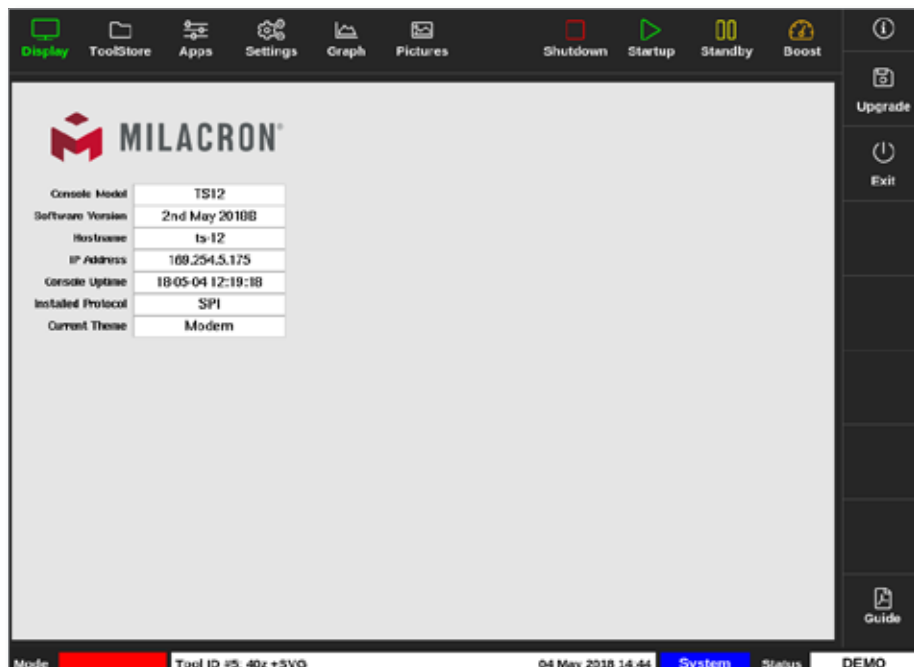 Display ToolStore Apps Settings Graph Pictures Shutdown Startup Standby Boost
Upgrade
Exit
MILACRON
Console Model TS12
Software Version 2nd May 2018B
Hostname ts-12
IP Address 169.254.5.175
Console Uptime 18-05-04 12:19:18
Installed Protocol SPI
Current Theme Modern
Guide
Mode Tool ID #5: 40z +SVG 04 May 2018 14:44 System Status DEMO